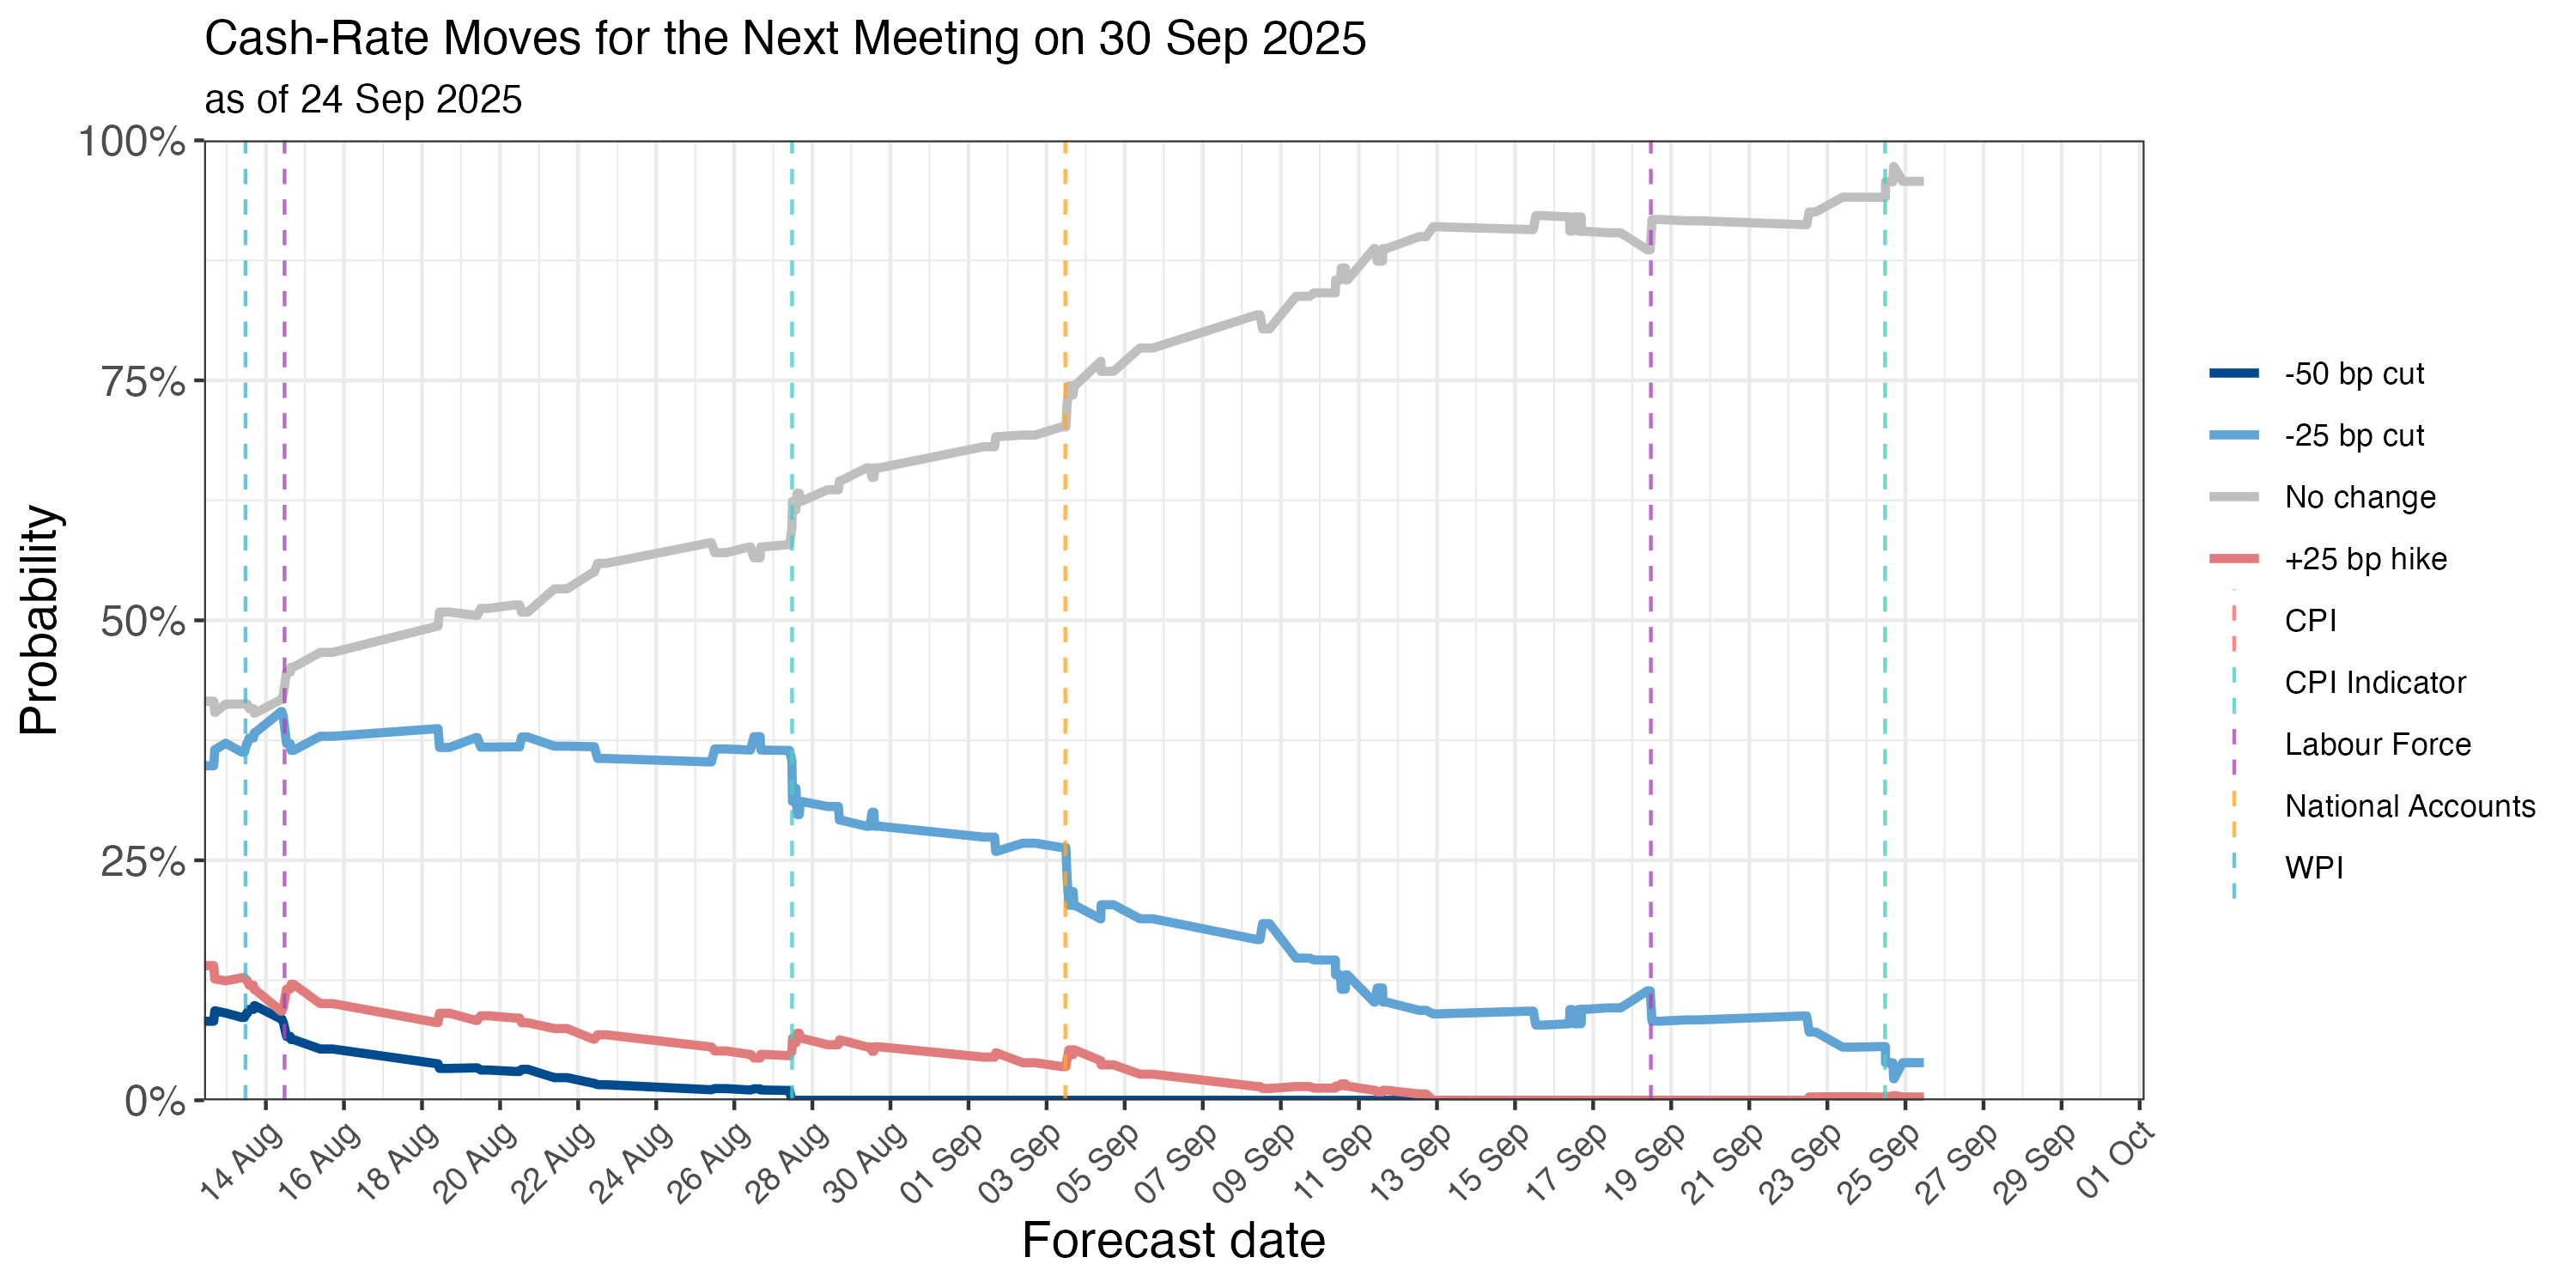 Cash-Rate Moves for the Next Meeting on 30 Sep 2025
as of 24 Sep 2025
Probability
100%
75%
50%
25%
0%
14 Aug
16 Aug
18 Aug
20 Aug
22 Aug
24 Aug
26 Aug
28 Aug
30 Aug
01 Sep
03 Sep
05 Sep
07 Sep
09 Sep
11 Sep
13 Sep
15 Sep
17 Sep
19 Sep
21 Sep
23 Sep
25 Sep
27 Sep
29 Sep
01 Oct
Forecast date
-50 bp cut
-25 bp cut
No change
+25 bp hike
CPI
CPI Indicator
Labour Force
National Accounts
WPI